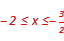 -2 ≤ x ≤ -3/2